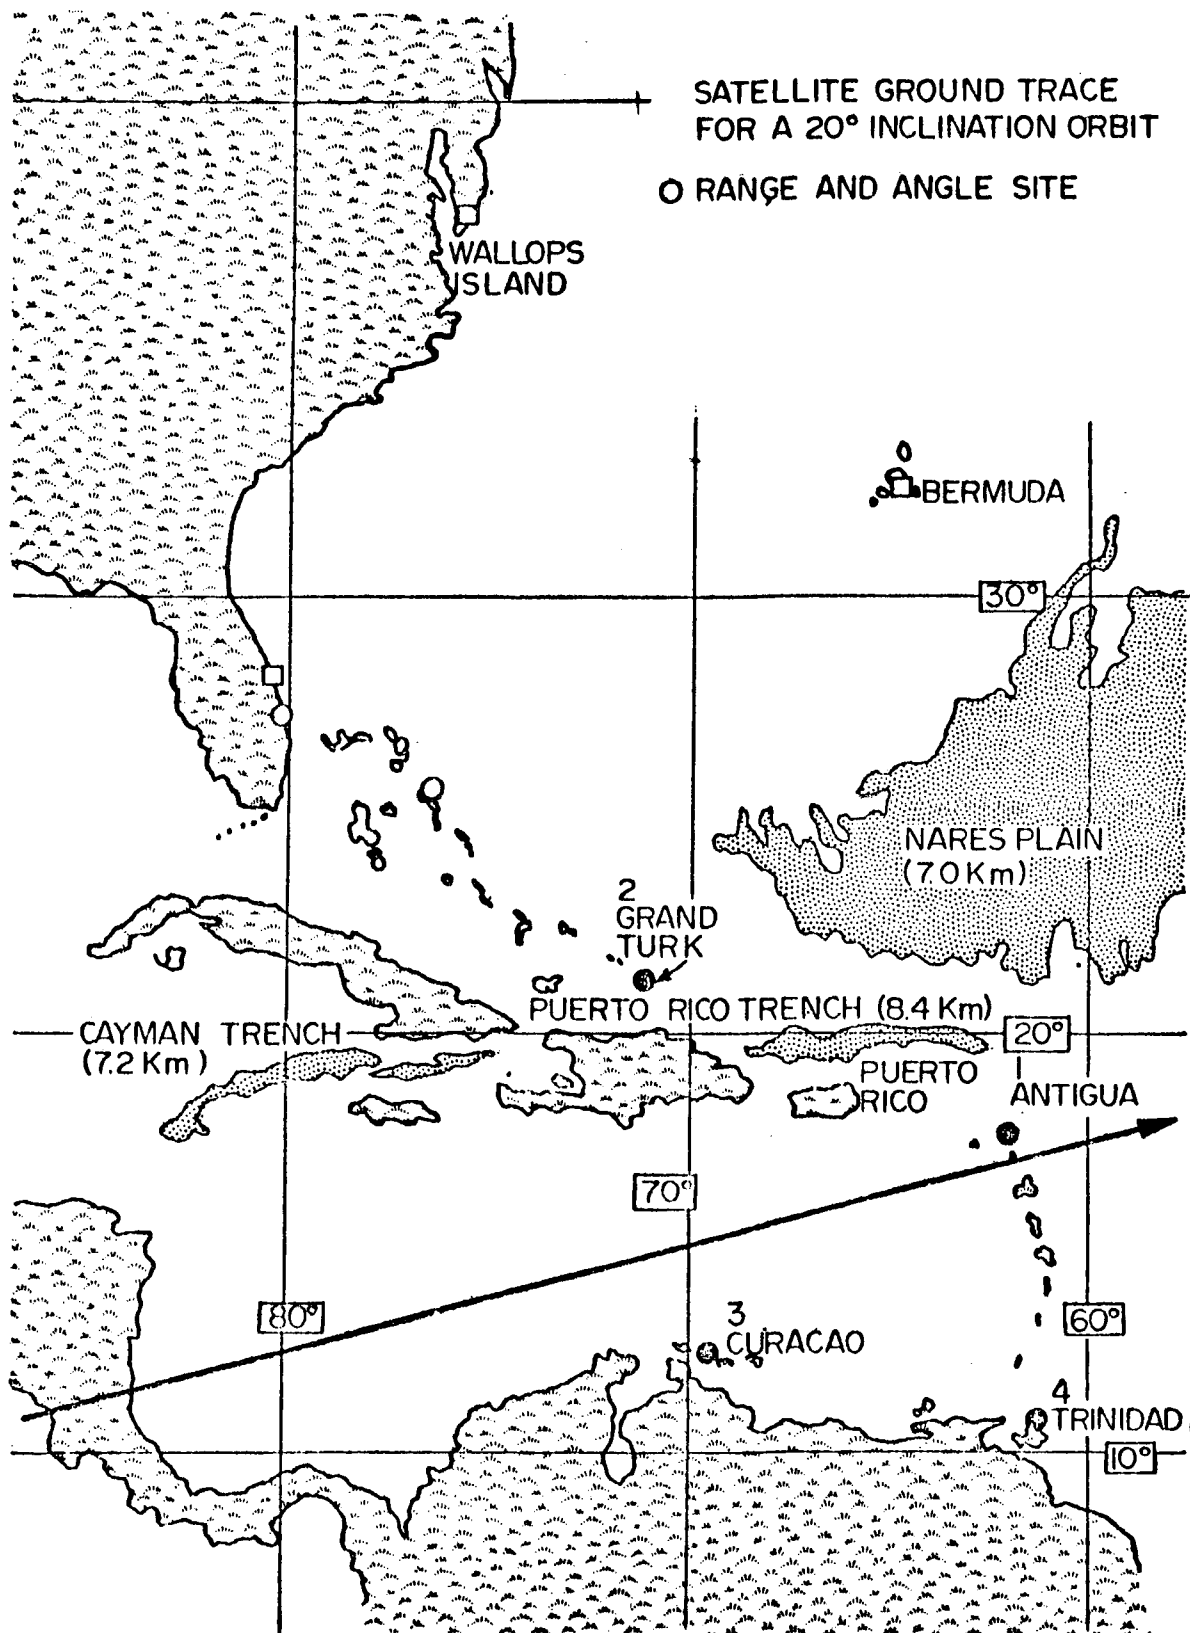 SATELLITE GROUND TRACE
FOR A 20° INCLINATION ORBIT
RANGE AND ANGLE SITE
WALLOPS
ISLAND
BERMUDA
30°
NARES PLAIN
(7.0 Km)
2
GRAND
TURK
PUERTO RICO TRENCH (8.4 Km)
CAYMAN TRENCH
(7.2 Km)
20°
PUERTO
RICO
1
ANTIGUA
70°
80°
60°
3
CURACAO
4
TRINIDAD
10°